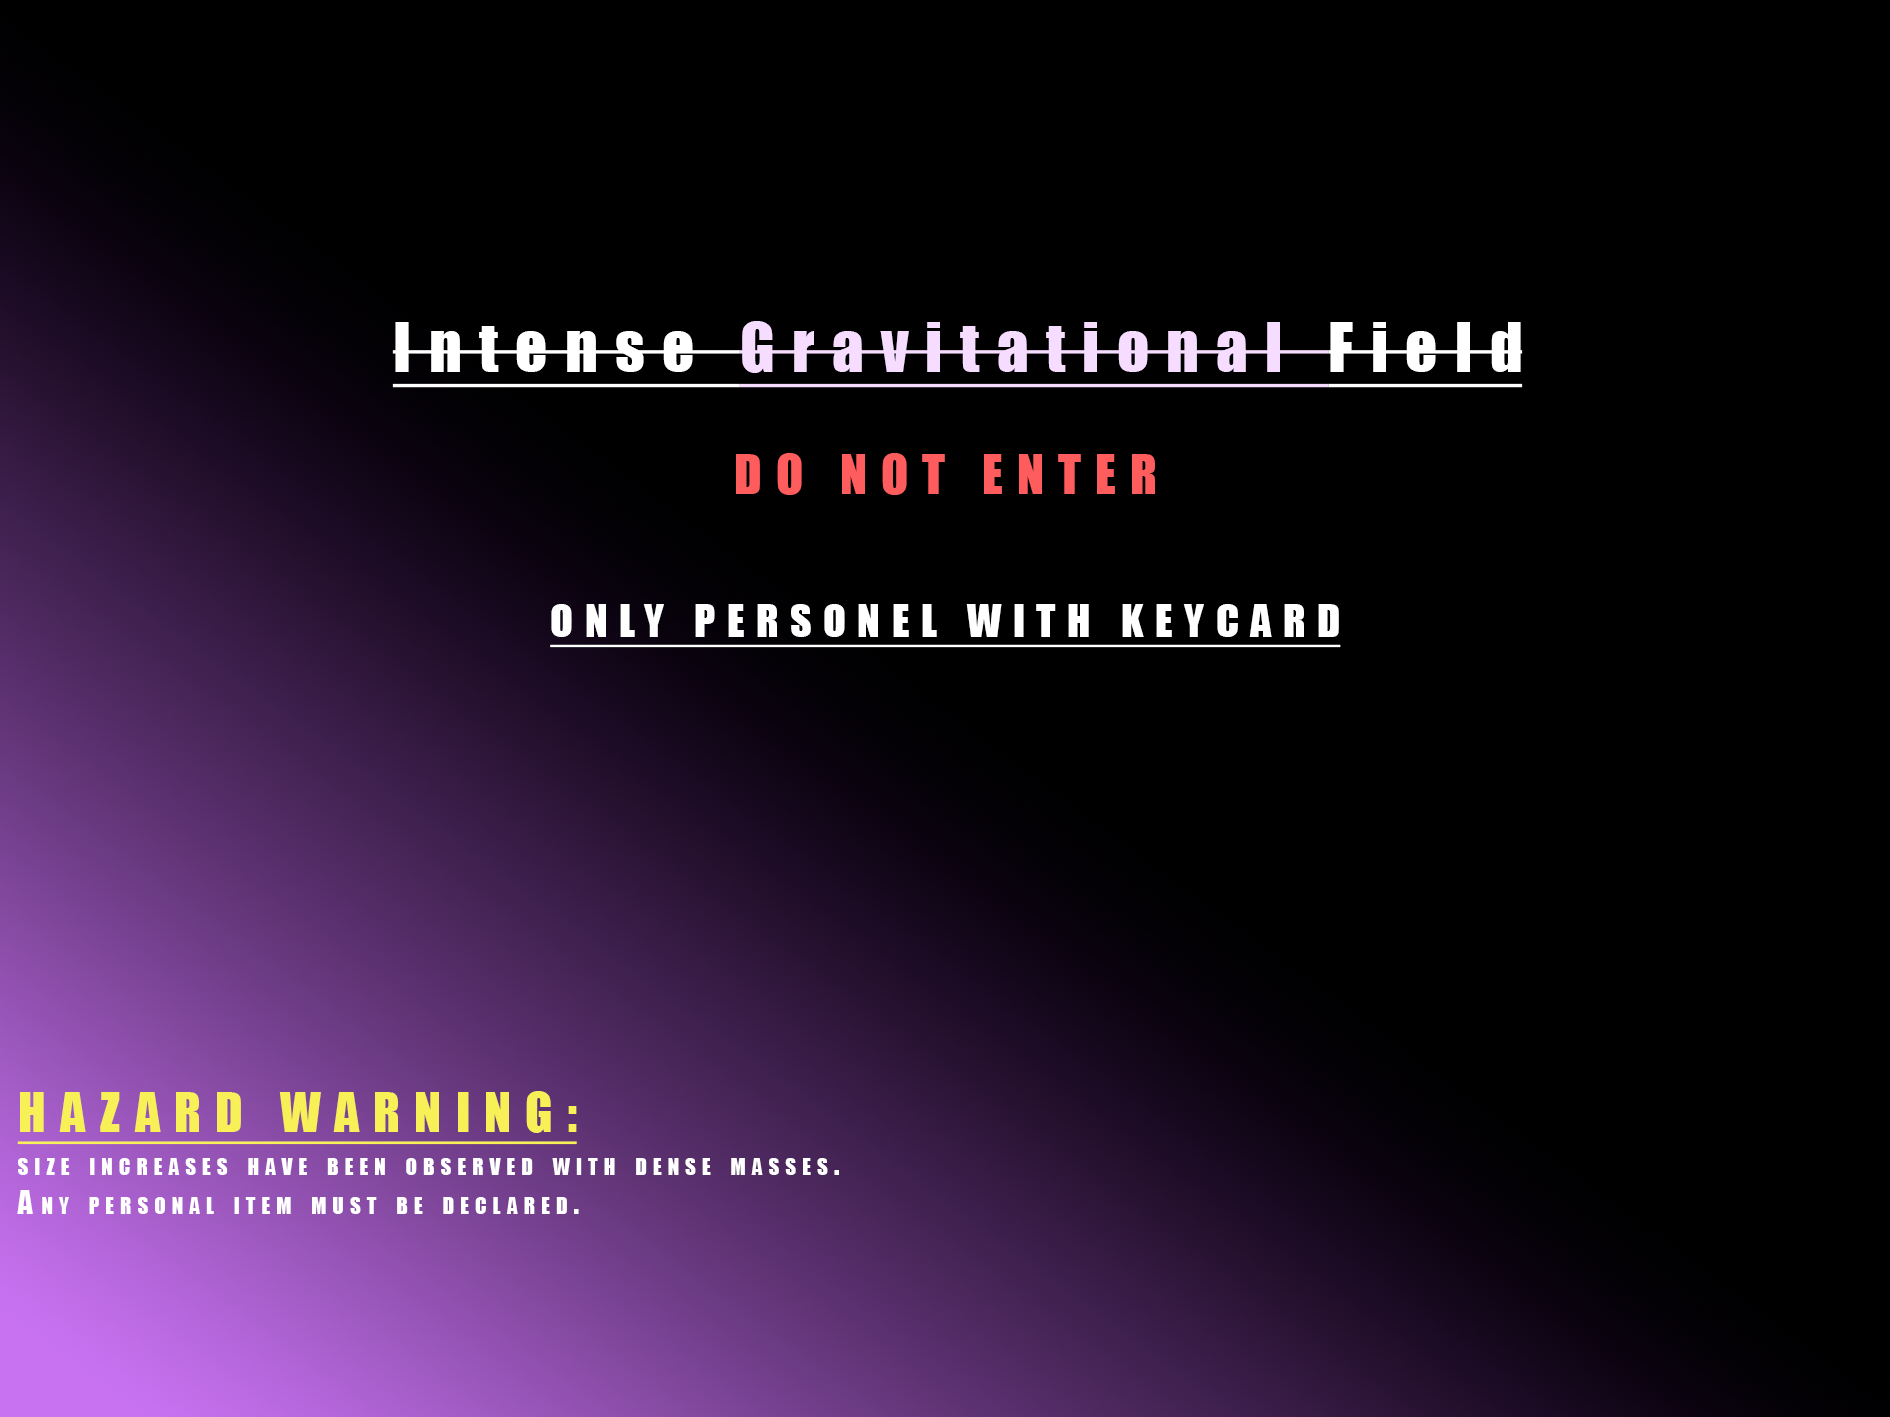 Intense Gravitational Field
DO NOT ENTER
ONLY PERSONEL WITH KEYCARD
HAZARD WARNING:
SIZE INCREASES HAVE BEEN OBSERVED WITH DENSE MASSES.
ANY PERSONAL ITEM MUST BE DECLARED.